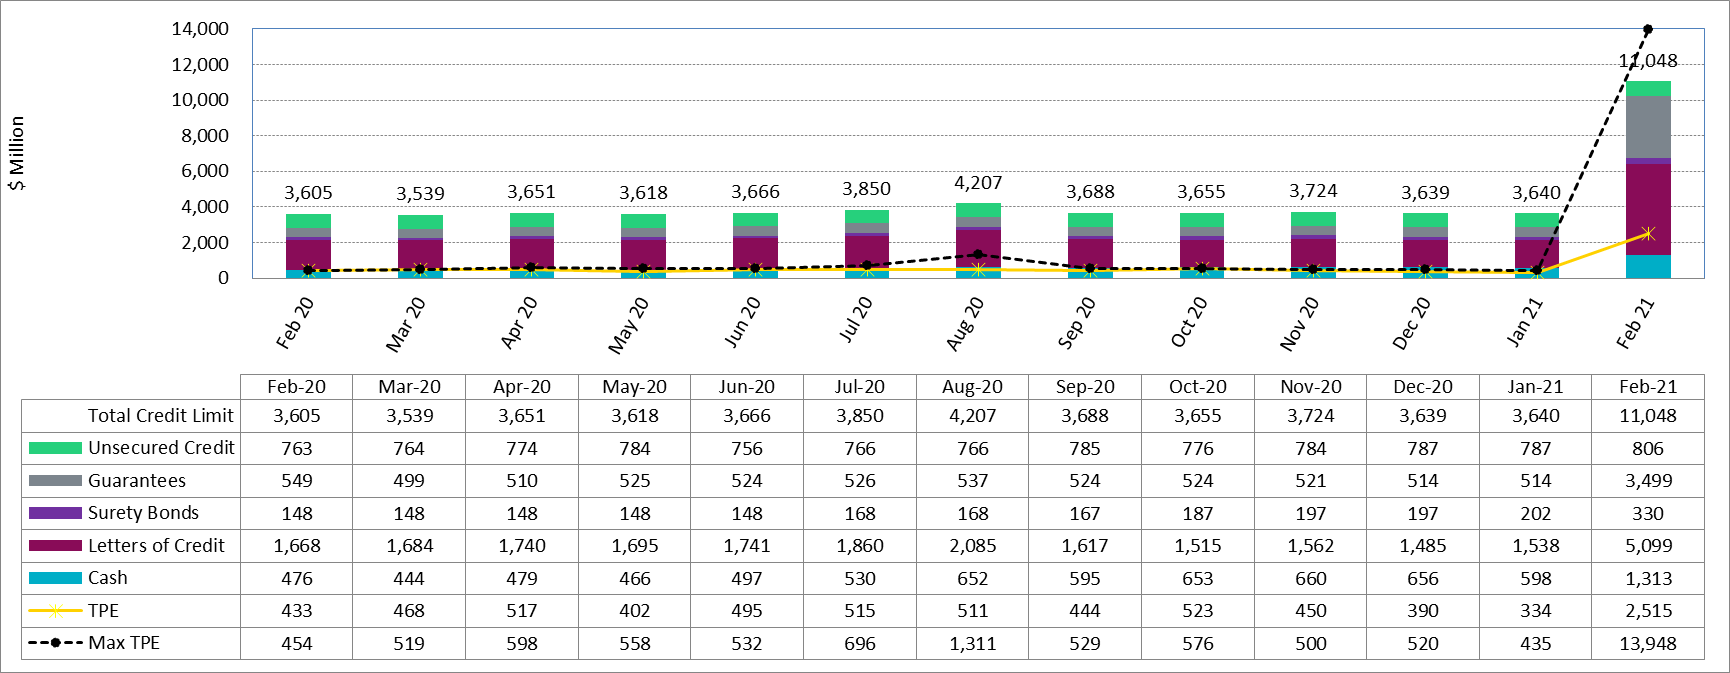 $ Million
14,000
12,000
10,000
8,000
6,000
4,000
2,000
0
3,605 3,539 3,651 3,618 3,666 3,850 4,207 3,688 3,655 3,724 3,639 3,640 11,048
Feb 20 Mar 20 Apr 20 May 20 Jun 20 Jul 20 Aug 20 Sep 20 Oct 20 Nov 20 Dec 20 Jan 21 Feb 21
Feb-20 Mar-20 Apr-20 May-20 Jun-20 Jul-20 Aug-20 Sep-20 Oct-20 Nov-20 Dec-20 Jan-21 Feb-21
Total Credit Limit 3,605 3,539 3,651 3,618 3,666 3,850 4,207 3,688 3,655 3,724 3,639 3,640 11,048
Unsecured Credit 763 764 774 784 756 766 766 785 776 784 787 787 806
Guarantees 549 499 510 525 524 526 537 524 524 521 514 514 3,499
Surety Bonds 148 148 148 148 148 168 168 167 187 197 197 202 330
Letters of Credit 1,668 1,684 1,740 1,695 1,741 1,860 2,085 1,617 1,515 1,562 1,485 1,538 5,099
Cash 476 444 479 466 497 530 652 595 653 660 656 598 1,313
TPE 433 468 517 402 495 515 511 444 523 450 390 334 2,515
Max TPE 454 519 598 558 532 696 1,311 529 576 500 520 435 13,948